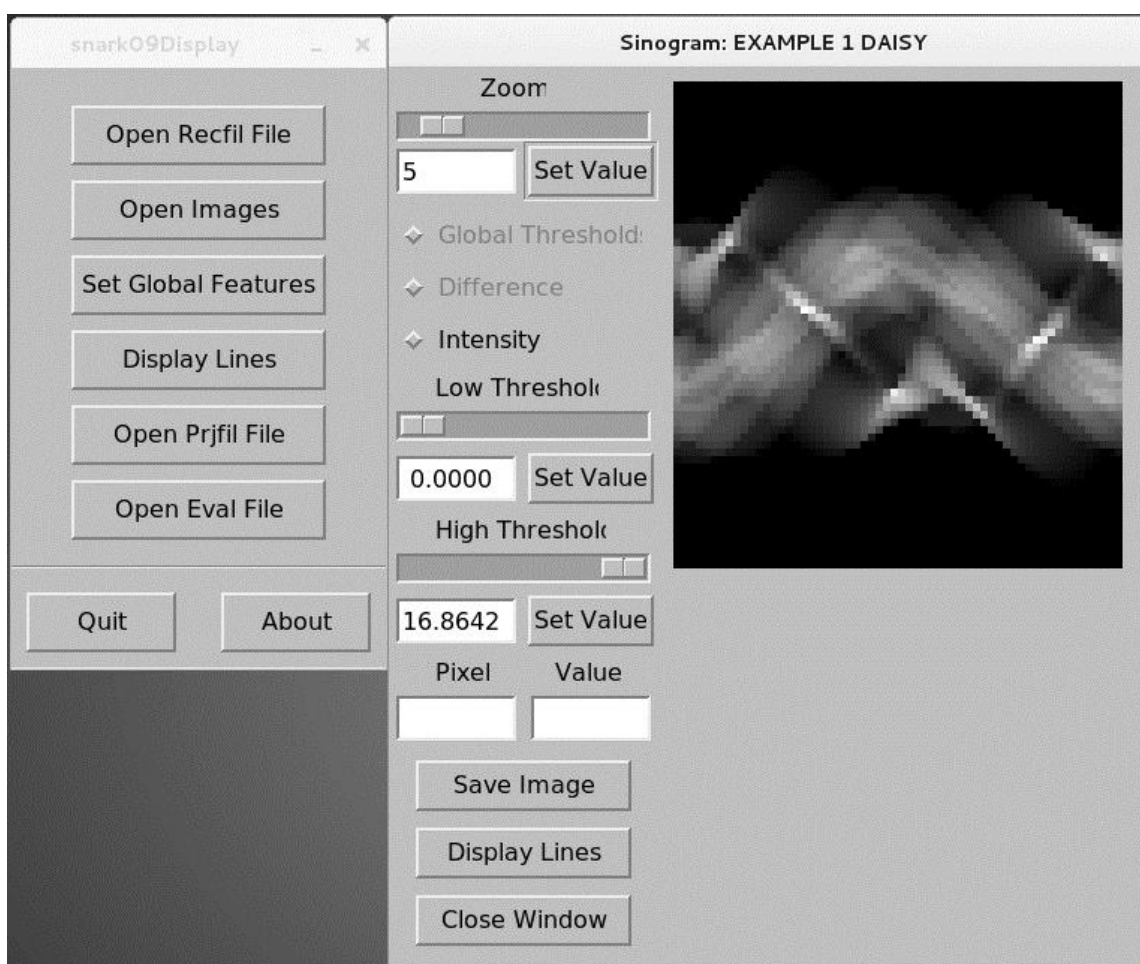 snark09Display
Open Recfil File
Open Images
Set Global Features
Display Lines
Open Prjfil File
Open Eval File
Quit About
Sinogram: EXAMPLE 1 DAISY
Zoom
5 Set Value
Global Threshold
Difference
Intensity
Low Threshol
0.0000 Set Value
High Threshol
16.8642 Set Value
Pixel Value
Save Image
Display Lines
Close Window